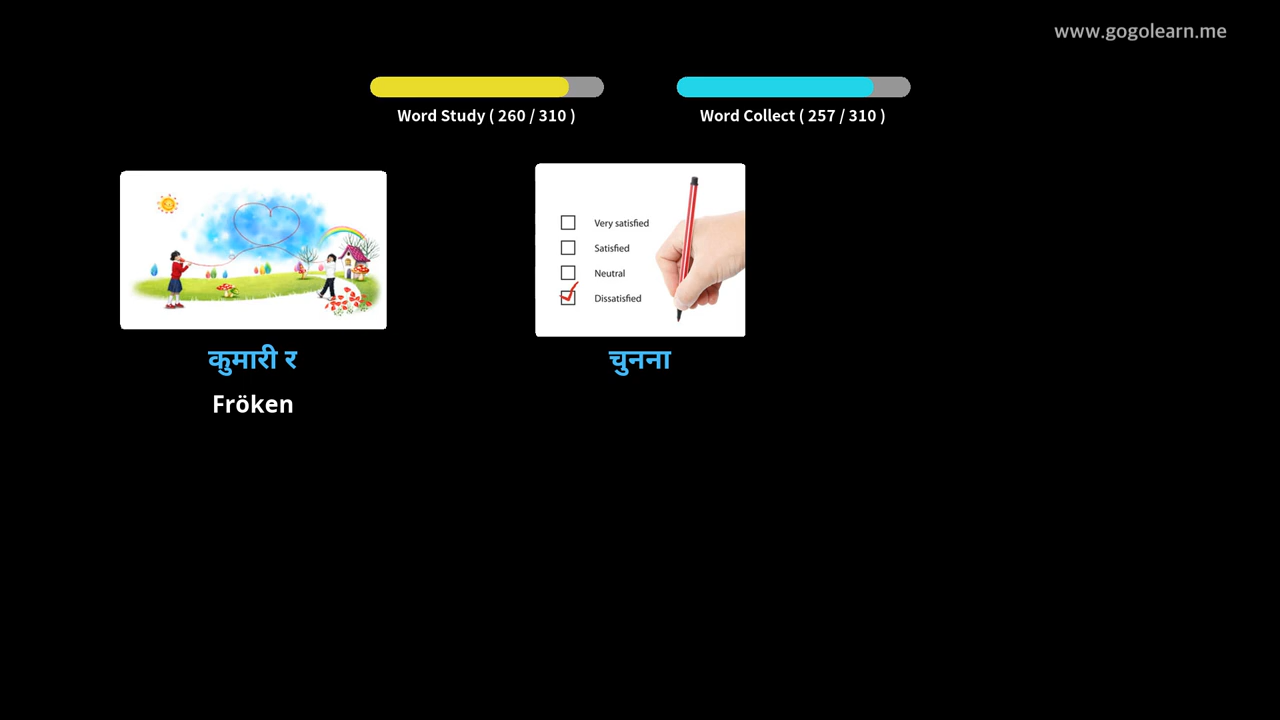 www.gogolearn.me
Word Study ( 260 / 310 )
Word Collect ( 257 / 310 )
Very satisfied
Satisfied
Neutral
Dissatisfied
कुमारी र
चुनना
Fröken